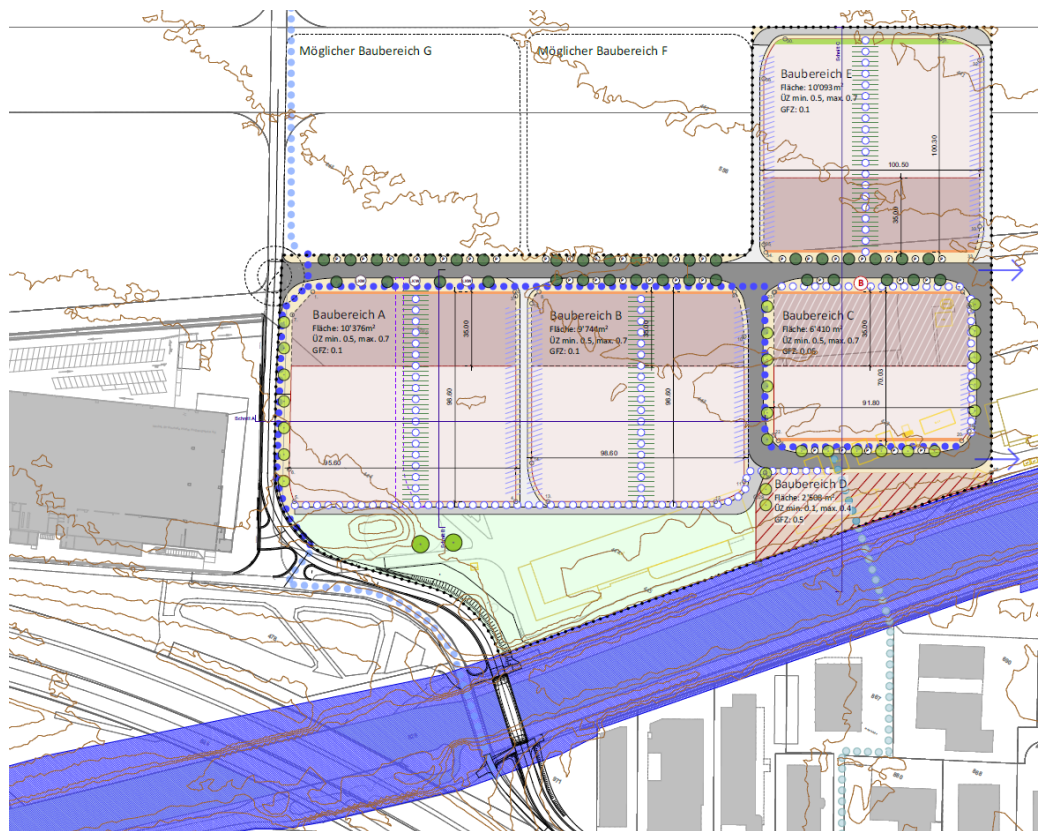 Möglicher Baubereich G
Möglicher Baubereich F
Baubereich E
Fläche: 10'093m²
ÜZ min. 0.5, max. 0.7
GFZ: 0.1
100.30
100.50
35.00
B
Baubereich A
Fläche: 10'376m²
ÜZ min. 0.5, max. 0.7
GFZ: 0.1
35.00
98.60
Baubereich B
Fläche: 9'744m²
ÜZ min. 0.5, max. 0.7
GFZ: 0.1
35.00
98.60
98.60
Baubereich C
Fläche: 6'410 m²
ÜZ min. 0.5, max. 0.7
GFZ: 0.05
35.00
70.03
91.80
Schnitt A
Baubereich D
Fläche: 2'598 m²
ÜZ min. 0.1, max. 0.4
GFZ: 0.5
Schnitt B